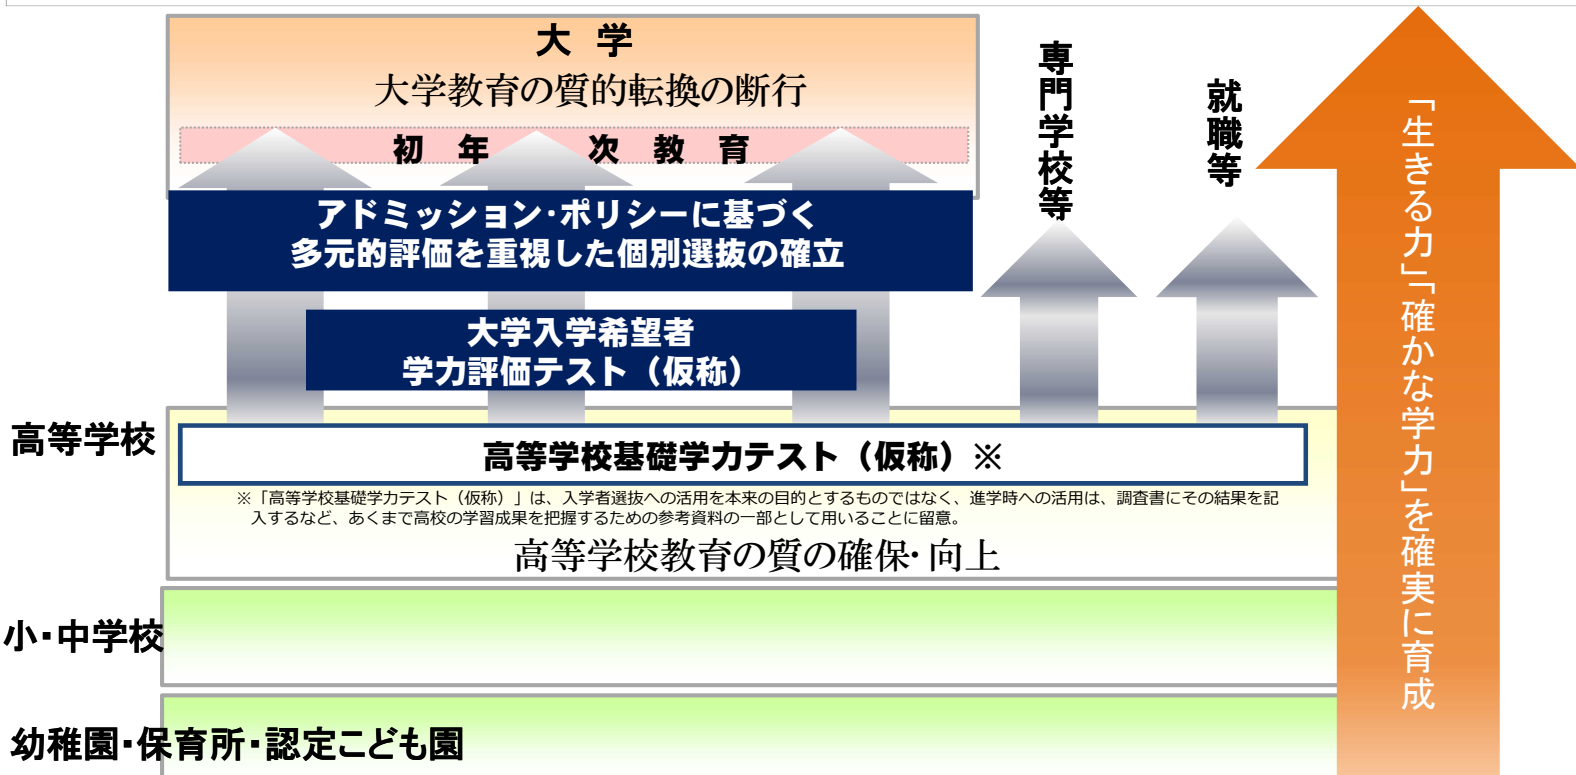 大 学
大学教育の質的転換の断行
初 年 次 教 育
アドミッション・ポリシーに基づく
多元的評価を重視した個別選抜の確立
大学入学希望者
学力評価テスト（仮称）
専門学校等
就職等
「生きる力」「確かな学力」を確実に育成
高等学校
高等学校基礎学力テスト（仮称）※
※「高等学校基礎学力テスト（仮称）」は、入学者選抜への活用を本来の目的とするものではなく、進学時への活用は、調査書にその結果を記
入するなど、あくまで高校の学習成果を把握するための参考資料の一部として用いることに留意。
高等学校教育の質の確保・向上
小・中学校
幼稚園・保育所・認定こども園